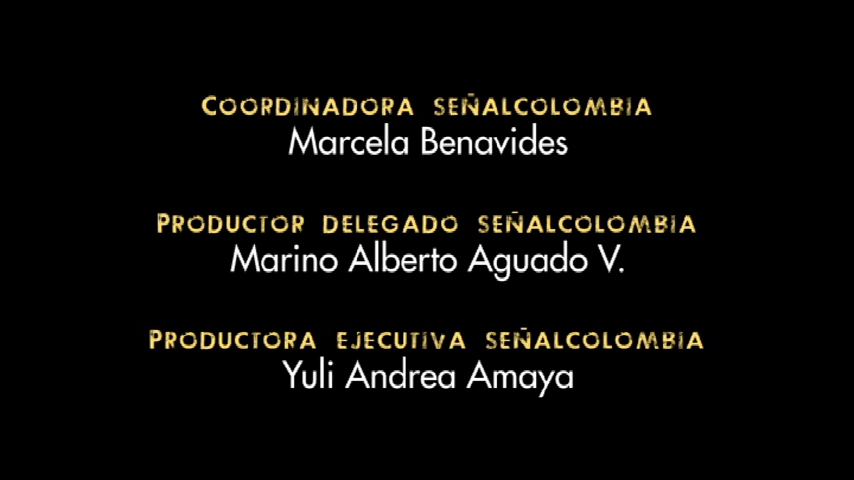 COORDINADORA SEÑALCOLOMBIA
Marcela Benavides
PRODUCTOR DELEGADO SEÑALCOLOMBIA
Marino Alberto Aguado V.
PRODUCTORA EJECUTIVA SEÑALCOLOMBIA
Yuli Andrea Amaya